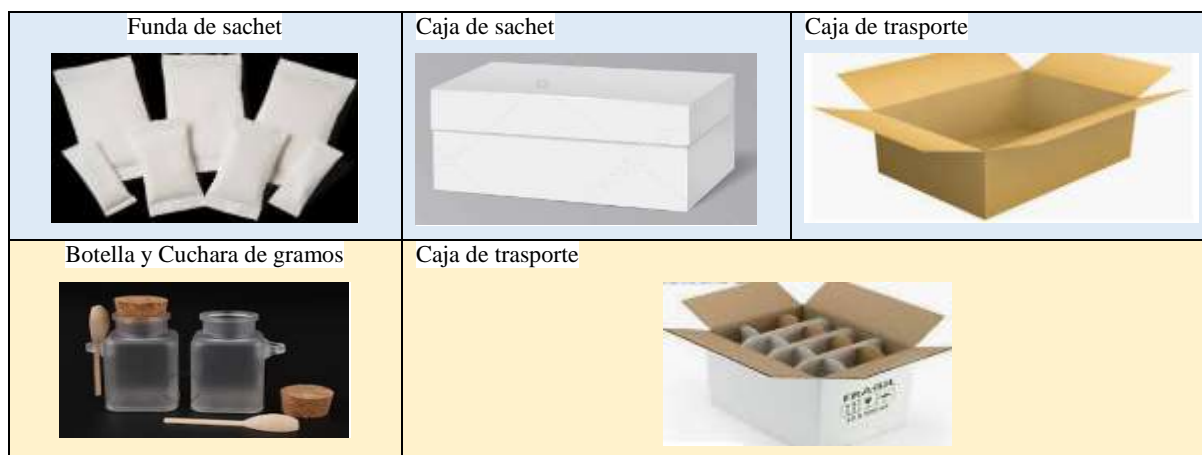 Funda de sachet
Caja de sachet
Caja de trasporte
Botella y Cuchara de gramos
Caja de trasporte
FRAGIL